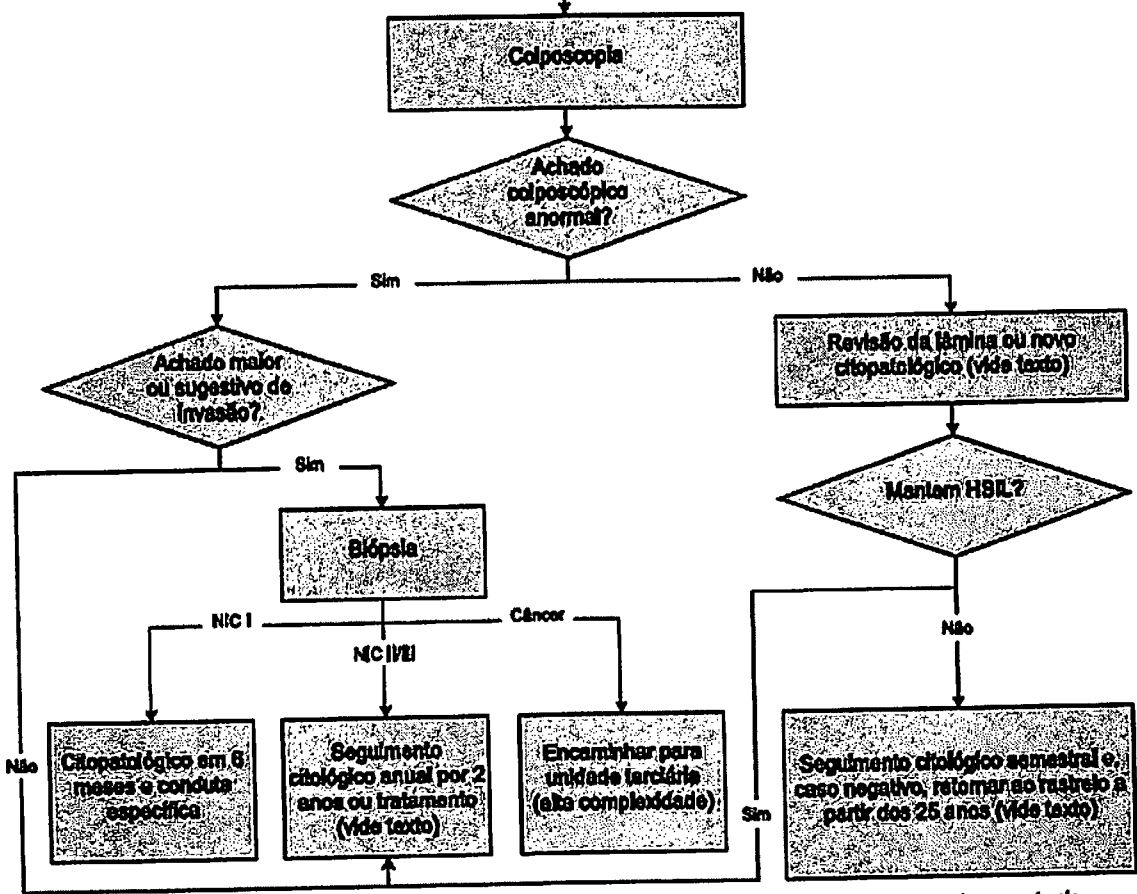 Colposcopia
Achado
colposcópico
anormal?
Sim
Não
Achado maior
ou sugestivo de
invasão?
Revisão da lâmina ou novo
citopatológico (vide texto)
Sim
Mantem HSIL?
Biópsia
NIC I
Câncer
NIC II/III
Não
Não
Citopatológico em 6
meses e conduta
específica
Seguimento
citológico anual por 2
anos ou tratamento
(vide texto)
Encaminhar para
unidade terciária
(alta complexidade)
Sim
Seguimento citológico semestral e,
caso negativo, retornar ao rastreio a
partir dos 25 anos (vide texto)